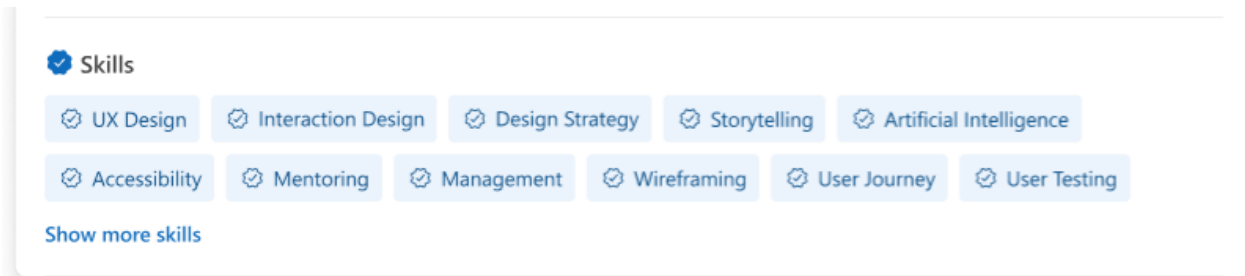 Skills
UX Design Interaction Design Design Strategy Storytelling Artificial Intelligence
Accessibility Mentoring Management Wireframing User Journey User Testing
Show more skills